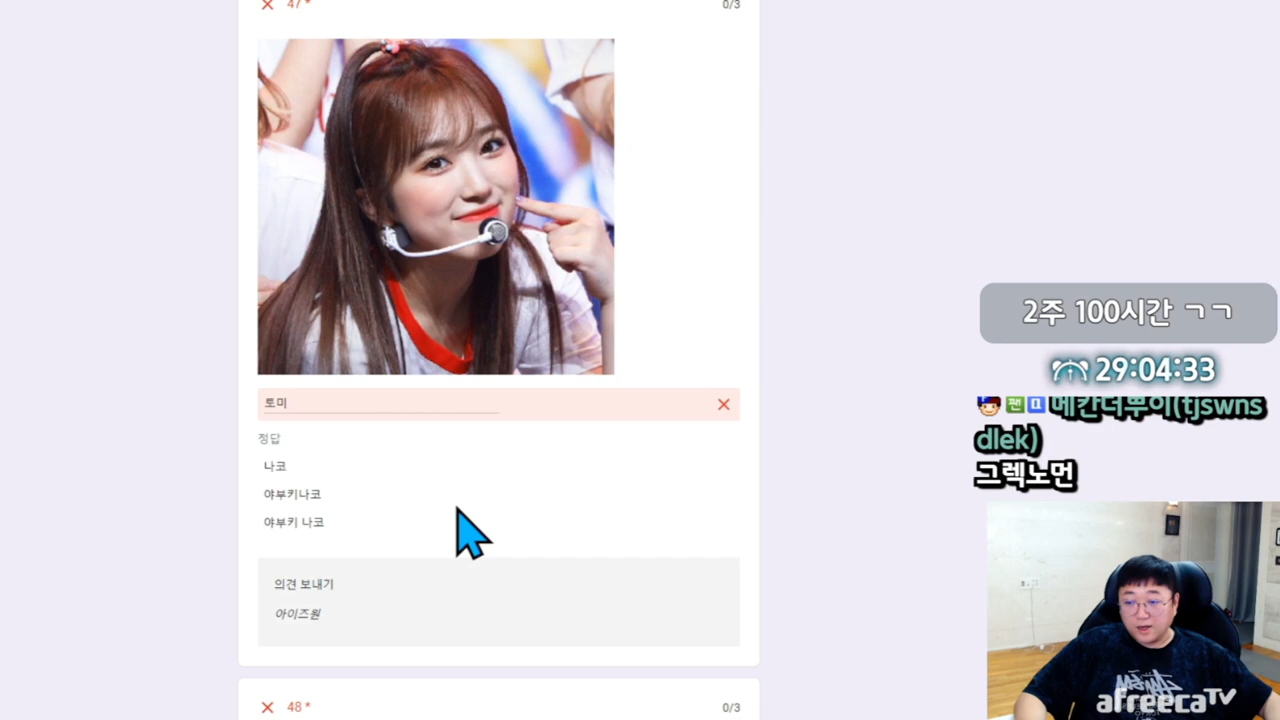 47 *
0/3
토미
정답
나코
야부키나코
야부키 나코
의견 보내기
아이즈원
48 *
0/3
2주 100시간 ㄱㄱ
29:04:33
팬 메칸더뿌이(tjswns
dlek)
그렉노먼
afreecaTV